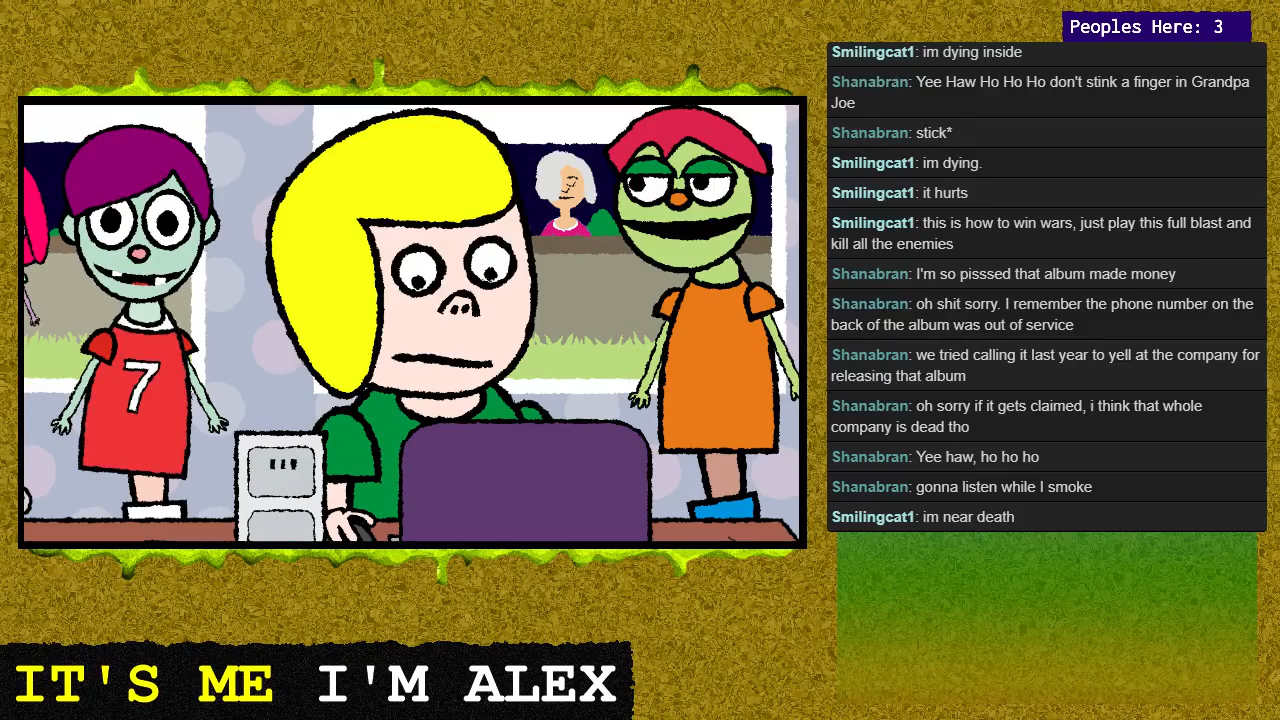 Peoples Here: 3
Smilingcat1: im dying inside
Shanabran: Yee Haw Ho Ho Ho don't stink a finger in Grandpa
Joe
Shanabran: stick*
Smilingcat1: im dying.
Smilingcat1: it hurts
Smilingcat1: this is how to win wars, just play this full blast and
kill all the enemies
Shanabran: I'm so pisssed that album made money
Shanabran: oh shit sorry. I remember the phone number on the
back of the album was out of service
Shanabran: we tried calling it last year to yell at the company for
releasing that album
Shanabran: oh sorry if it gets claimed, i think that whole
company is dead tho
Shanabran: Yee haw, ho ho ho
Shanabran: gonna listen while I smoke
Smilingcat1: im near death
7
IT'S ME I'M ALEX